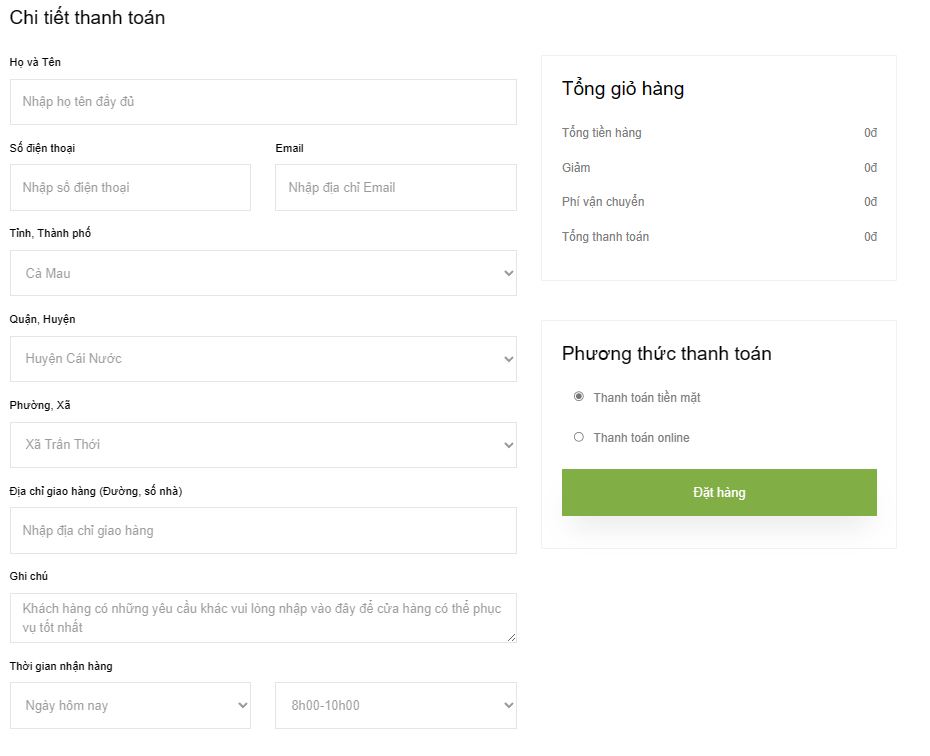 Chi tiết thanh toán
Họ và Tên
Nhập họ tên đầy đủ
Số điện thoại
Email
Nhập số điện thoại
Nhập địa chỉ Email
Tỉnh, Thành phố
Cà Mau
Quận, Huyện
Huyện Cái Nước
Phường, Xã
Xã Trần Thới
Địa chỉ giao hàng (Đường, số nhà)
Nhập địa chỉ giao hàng
Ghi chú
Khách hàng có những yêu cầu khác vui lòng nhập vào đây để cửa hàng có thể phục
vụ tốt nhất
Thời gian nhận hàng
Ngày hôm nay
8h00-10h00
Tổng giỏ hàng
Tổng tiền hàng 0đ
Giảm 0đ
Phí vận chuyển 0đ
Tổng thanh toán 0đ
Phương thức thanh toán
Thanh toán tiền mặt
Thanh toán online
Đặt hàng